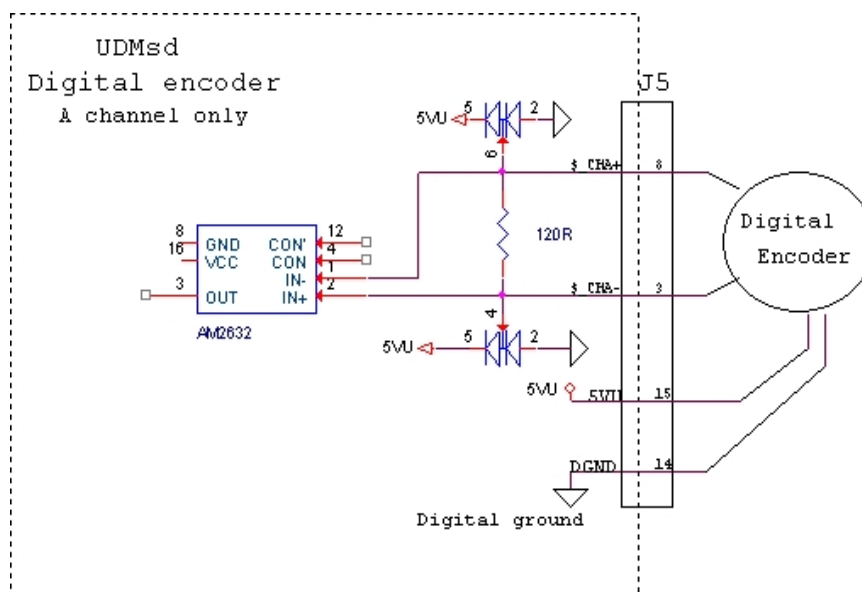 UDMsd
Digital encoder
A channel only
J5
5VU
5
2
6
$_CHA+
8
120R
8
GND
CON'
12
16
VCC
CON
4
IN-
1
3
OUT
IN+
2
AM2632
$_CHA-
3
4
5VU
5
2
Digital
Encoder
5VU
5VU
15
DGND
14
Digital ground